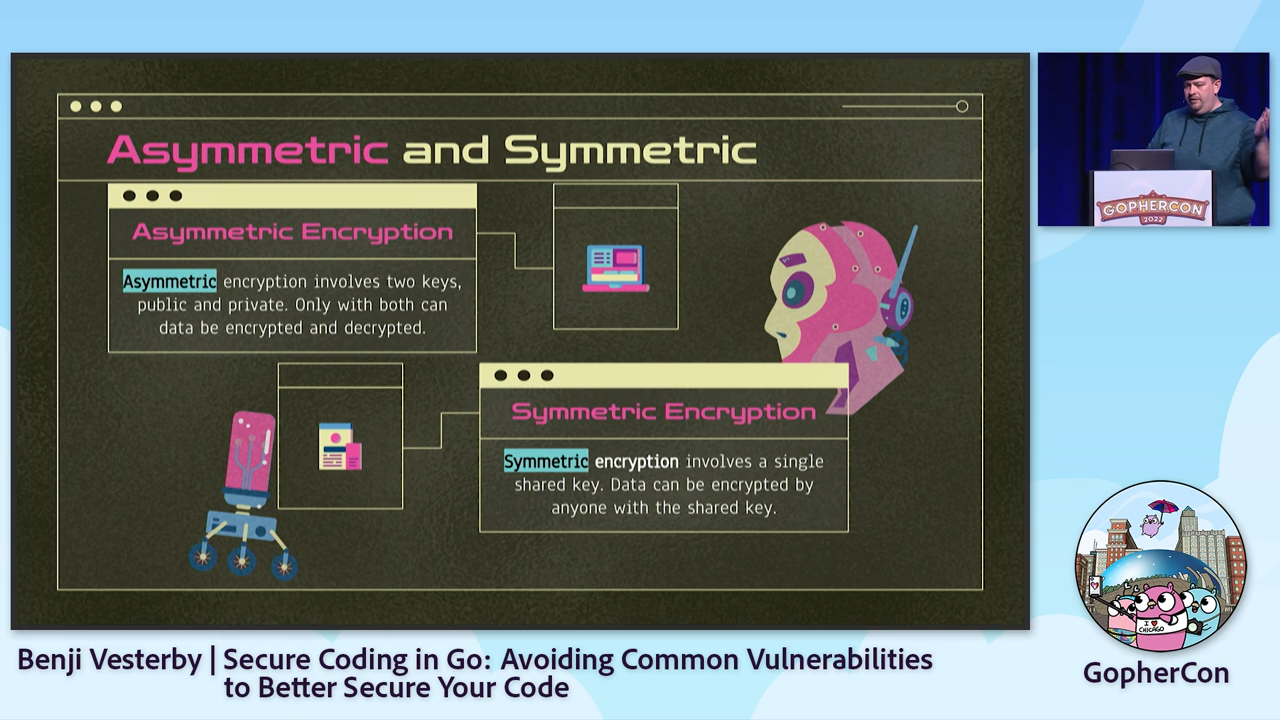 Asymmetric and Symmetric
Asymmetric Encryption
Asymmetric encryption involves two keys,
public and private. Only with both can
data be encrypted and decrypted.
Symmetric Encryption
Symmetric encryption involves a single
shared key. Data can be encrypted by
anyone with the shared key.
GOPHERCON
2022
I ♥
CHICAGO
GopherCon
Benji Vesterby | Secure Coding in Go: Avoiding Common Vulnerabilities
to Better Secure Your Code